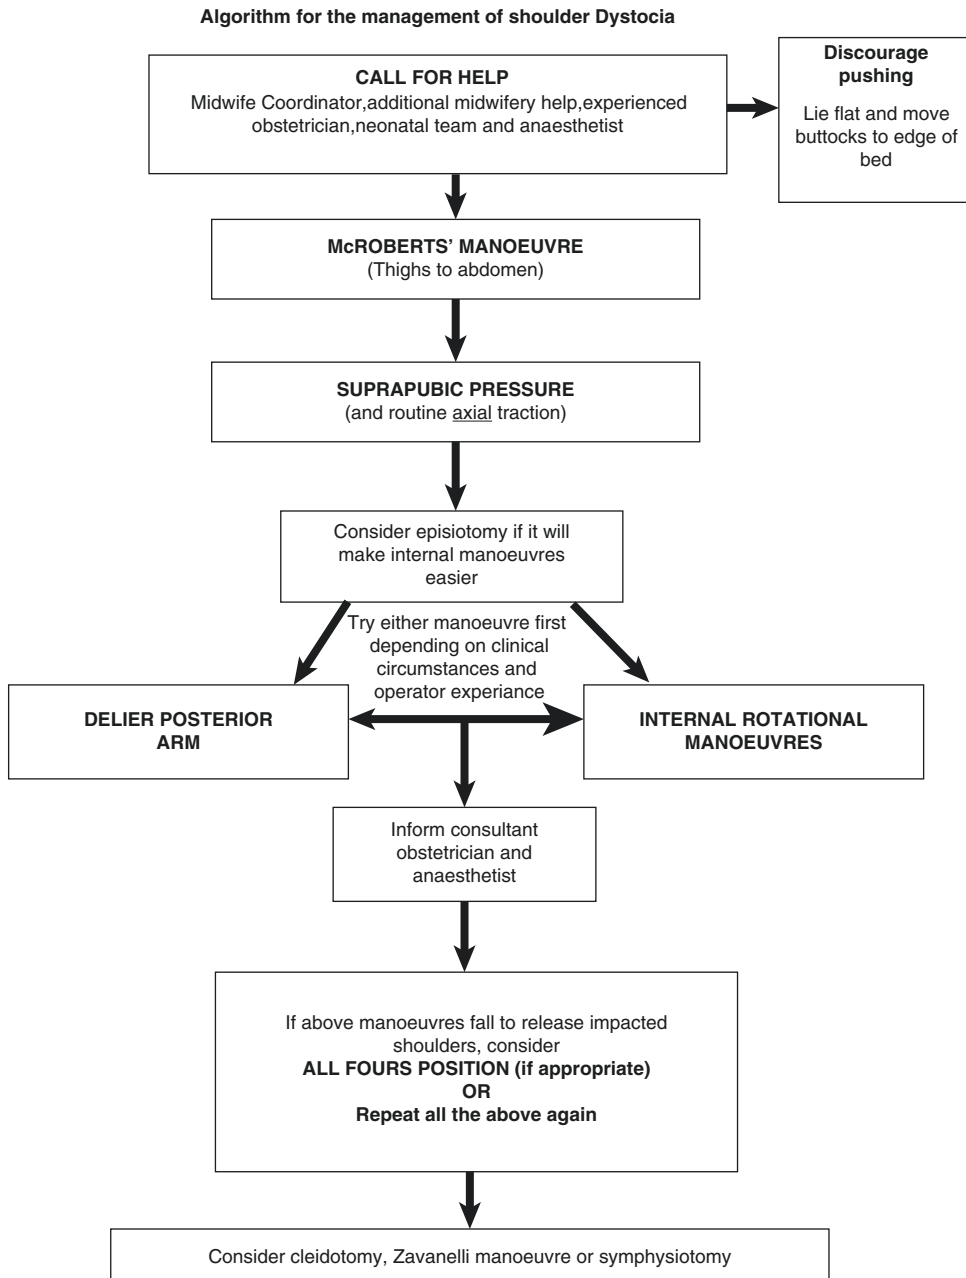 Algorithm for the management of shoulder Dystocia
CALL FOR HELP
Midwife Coordinator,additional midwifery help,experienced
obstetrician,neonatal team and anaesthetist
Discourage
pushing
Lie flat and move
buttocks to edge of
bed
McROBERTS' MANOEUVRE
(Thighs to abdomen)
SUPRAPUBIC PRESSURE
(and routine axial traction)
Consider episiotomy if it will
make internal manoeuvres
easier
Try either manoeuvre first
depending on clinical
circumstances and
operator experiance
DELIER POSTERIOR
ARM
INTERNAL ROTATIONAL
MANOEUVRES
Inform consultant
obstetrician and
anaesthetist
If above manoeuvres fall to release impacted
shoulders, consider
ALL FOURS POSITION (if appropriate)
OR
Repeat all the above again
Consider cleidotomy, Zavanelli manoeuvre or symphysiotomy